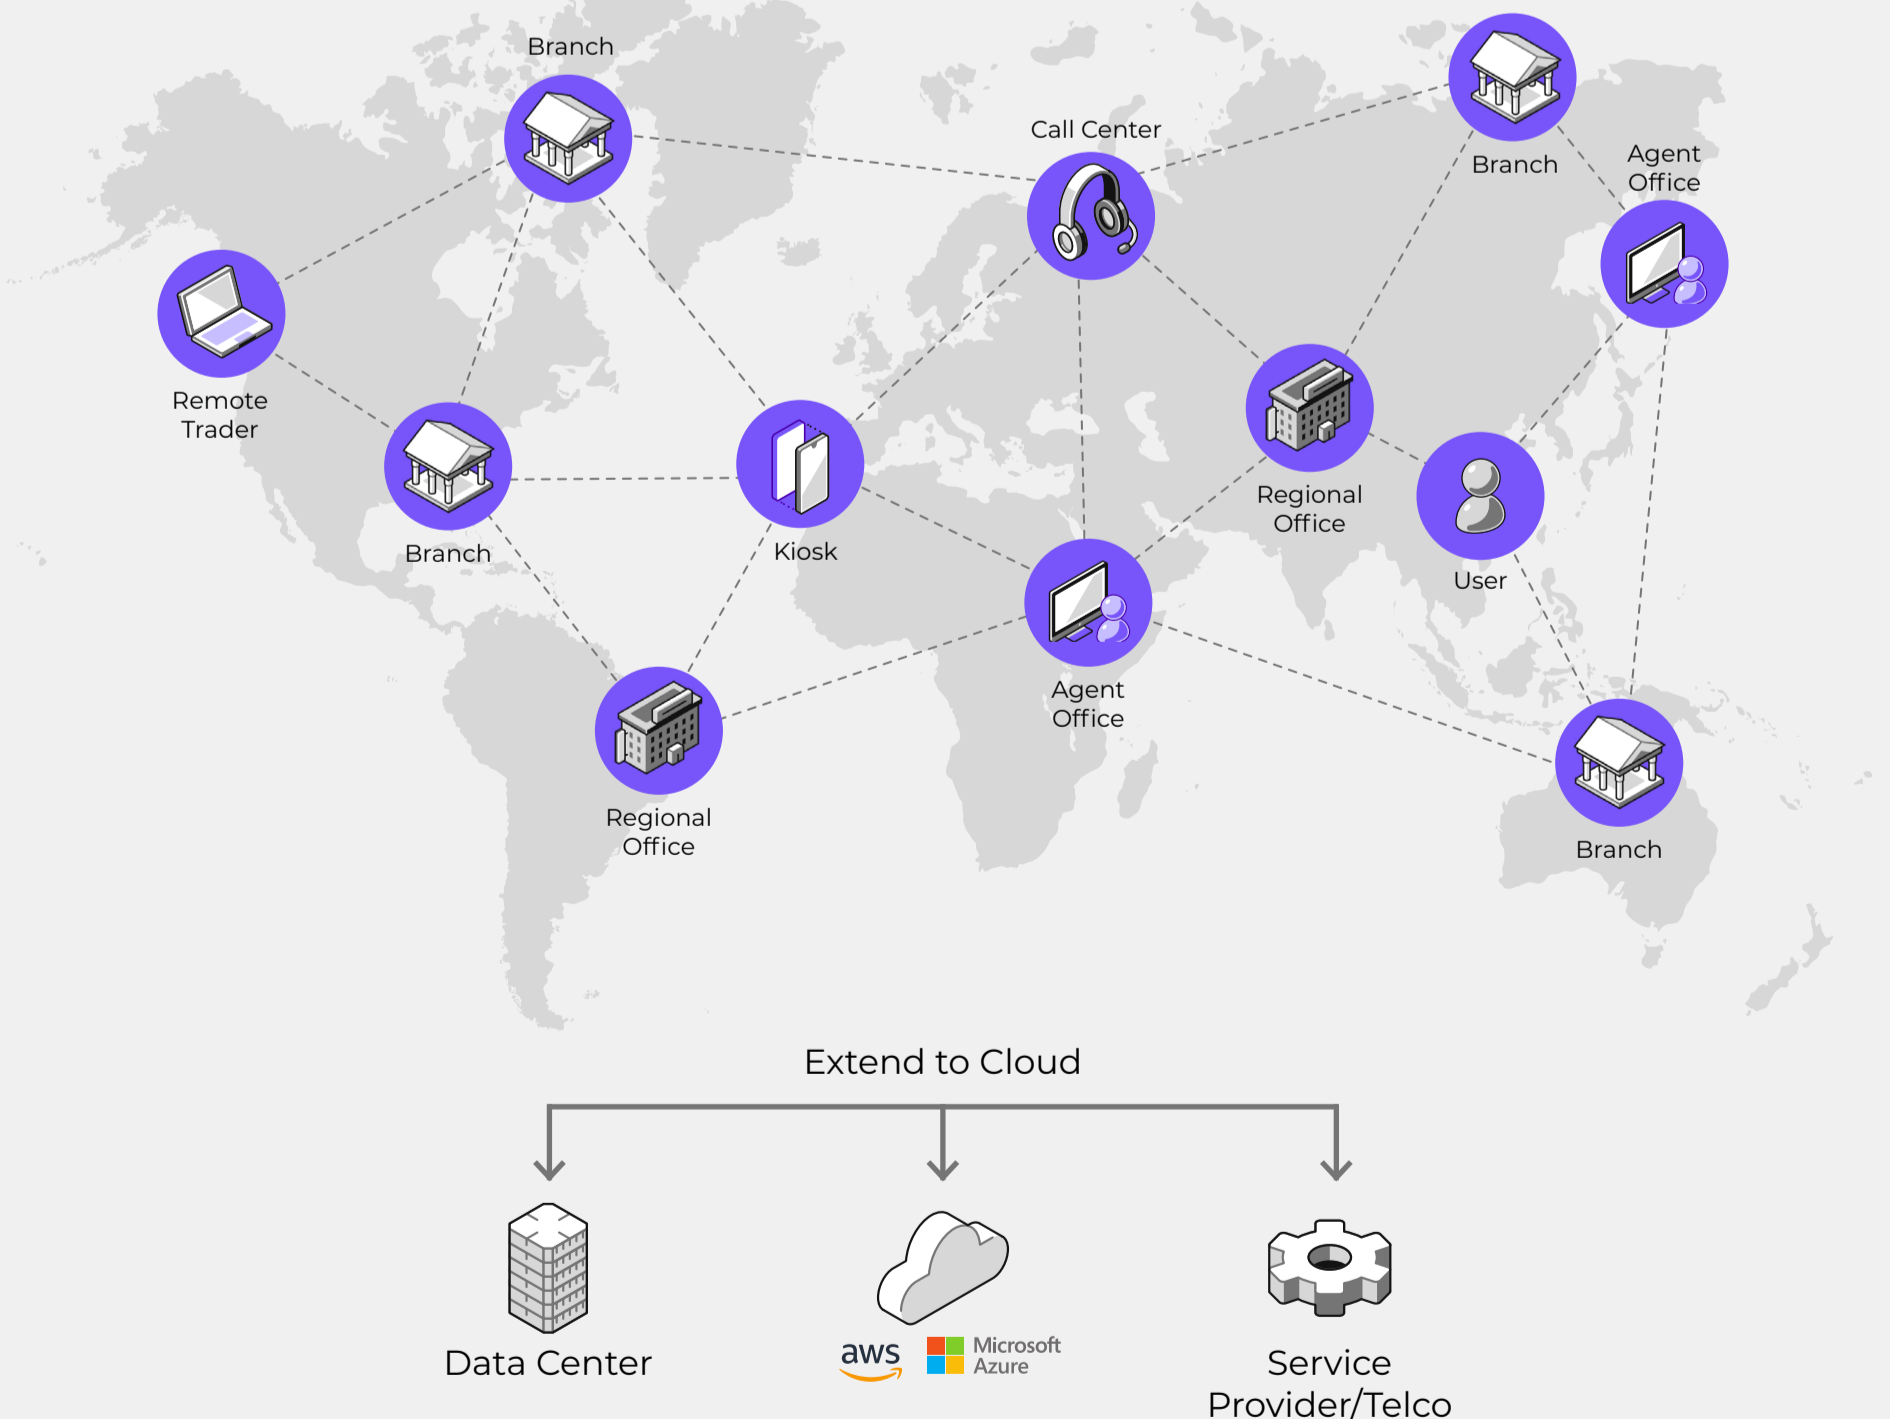 Branch
Call Center
Branch
Agent
Office
Remote
Trader
Branch
Kiosk
Regional
Office
User
Agent
Office
Regional
Office
Branch
Extend to Cloud
Data Center
aws
Microsoft
Azure
Service
Provider/Telco